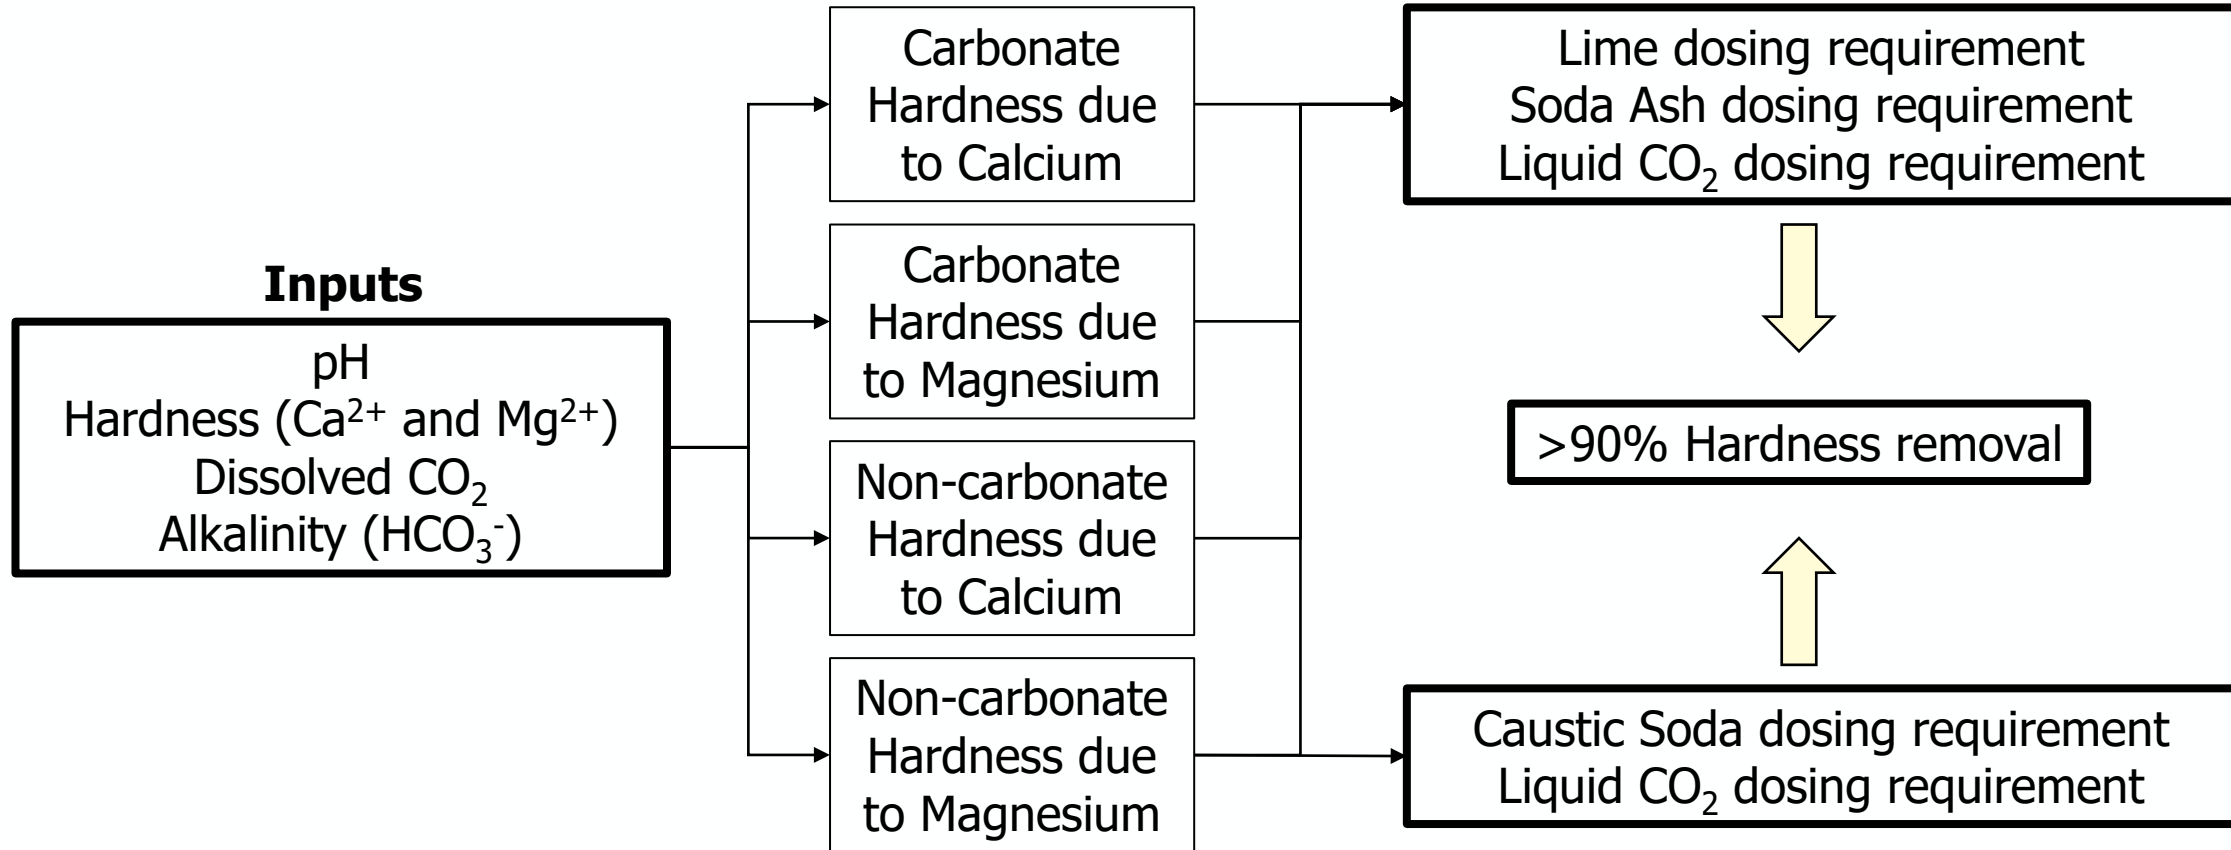 Inputs
pH
Hardness (Ca²⁺ and Mg²⁺)
Dissolved CO₂
Alkalinity (HCO₃⁻)
Carbonate
Hardness due
to Calcium
Carbonate
Hardness due
to Magnesium
Non-carbonate
Hardness due
to Calcium
Non-carbonate
Hardness due
to Magnesium
Lime dosing requirement
Soda Ash dosing requirement
Liquid CO₂ dosing requirement
>90% Hardness removal
Caustic Soda dosing requirement
Liquid CO₂ dosing requirement